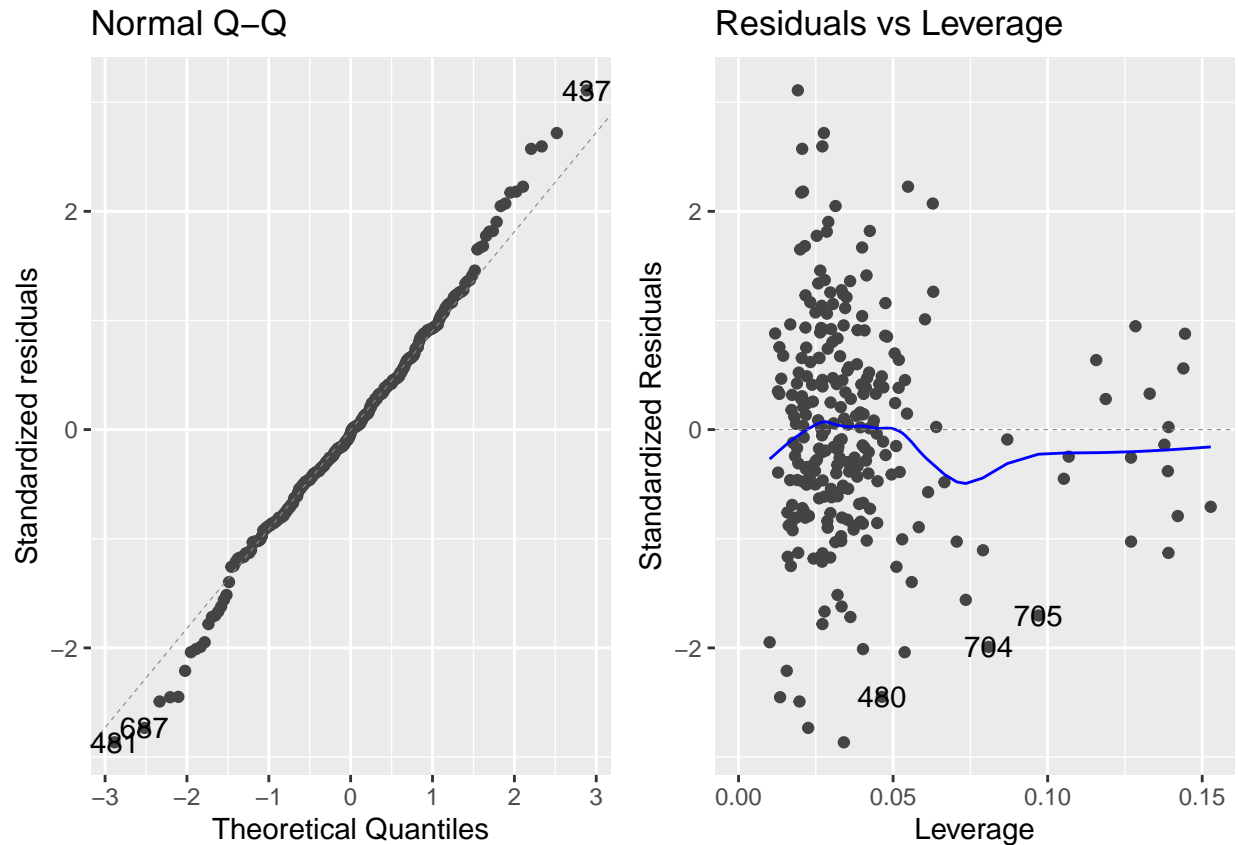 Normal Q−Q
437
2
0
−2
687
481
−3 −2 −1 0 1 2 3
Theoretical Quantiles
Standardized residuals
Residuals vs Leverage
2
0
−2
705
704
480
0.00 0.05 0.10 0.15
Leverage
Standardized Residuals